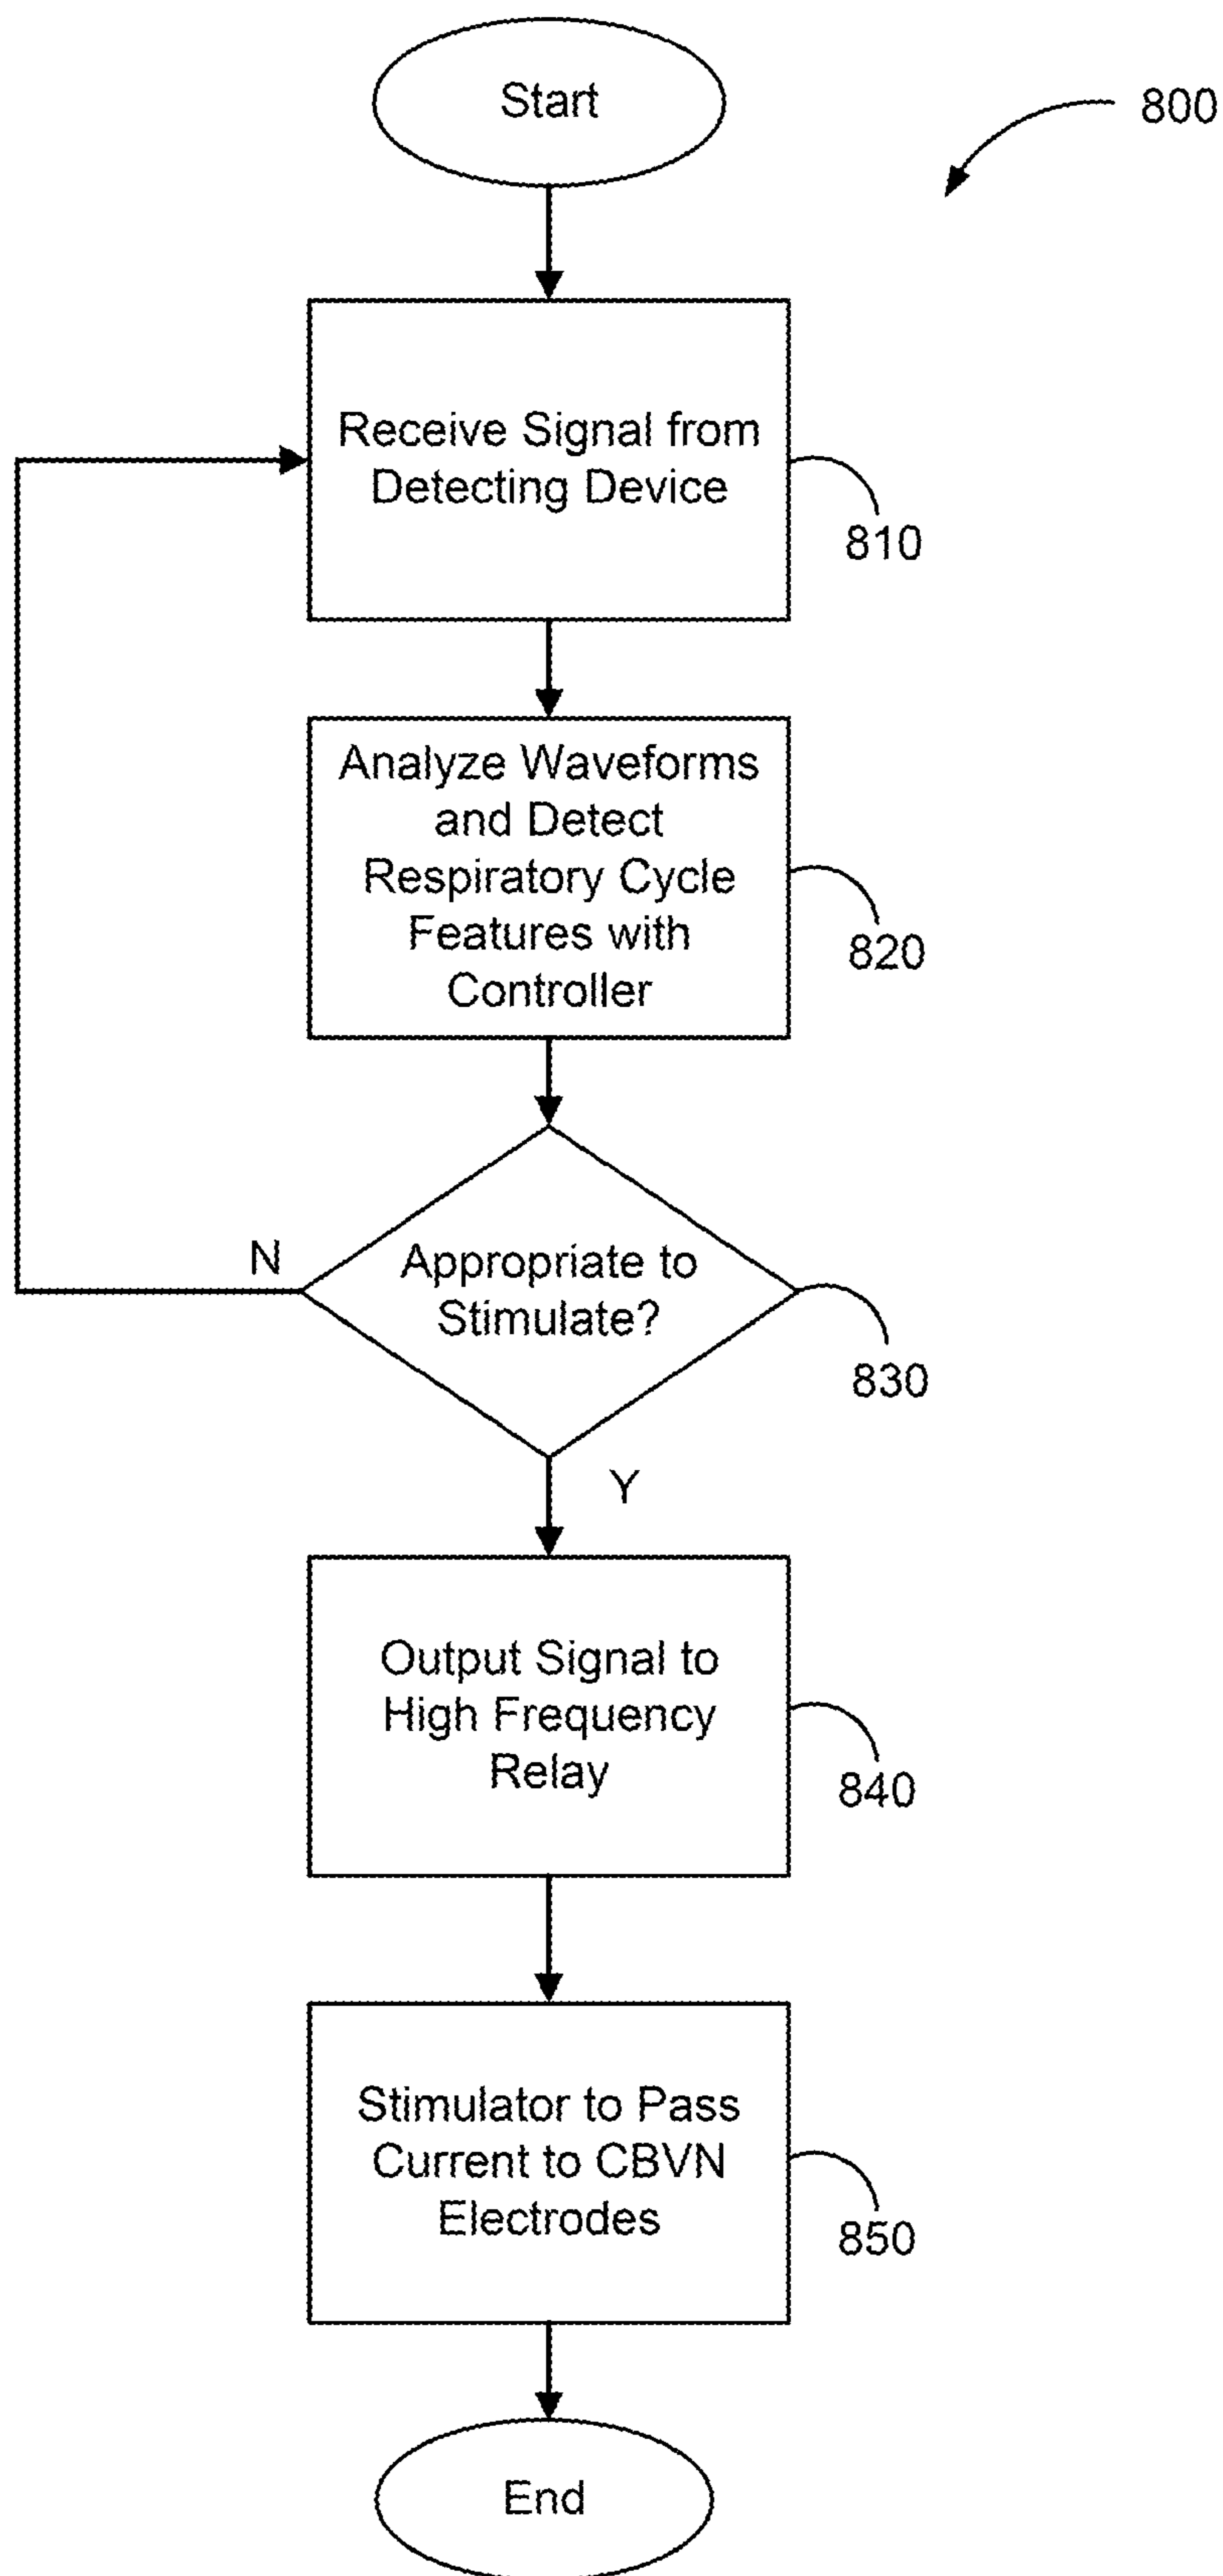 Start
800
Receive Signal from
Detecting Device
810
Analyze Waveforms
and Detect
Respiratory Cycle
Features with
Controller
820
Appropriate to
Stimulate?
N
830
Y
Output Signal to
High Frequency
Relay
840
Stimulator to Pass
Current to CBVN
Electrodes
850
End